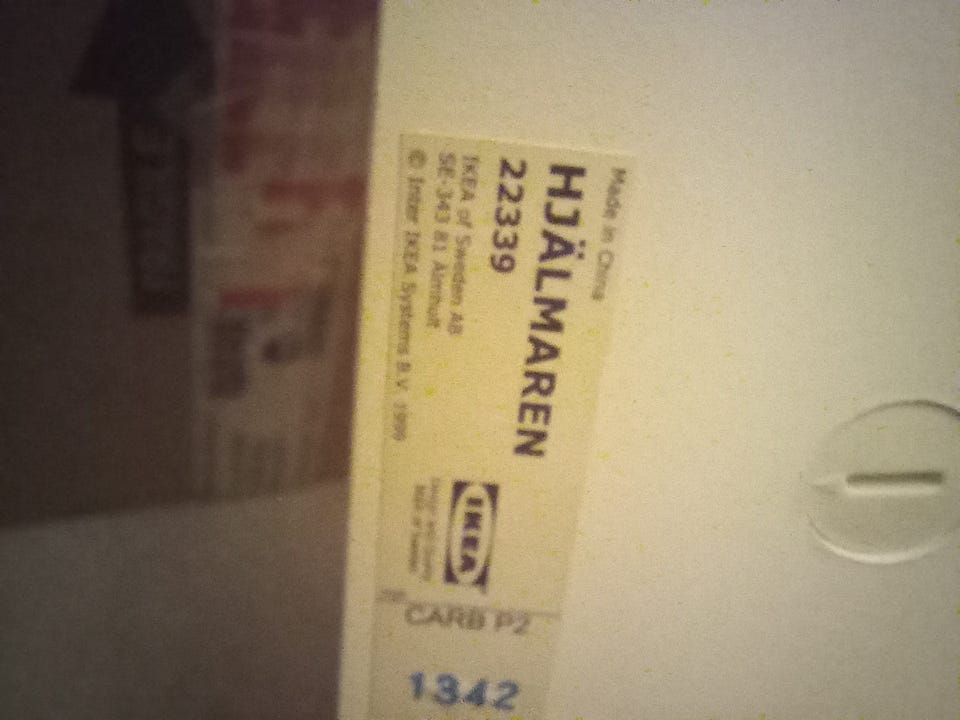 Made in China
HJÄLMAREN
22339
IKEA of Sweden AB
SE-343 81 Älmhult
© Inter IKEA Systems B.V. 1999
IKEA
CARB P2
1342